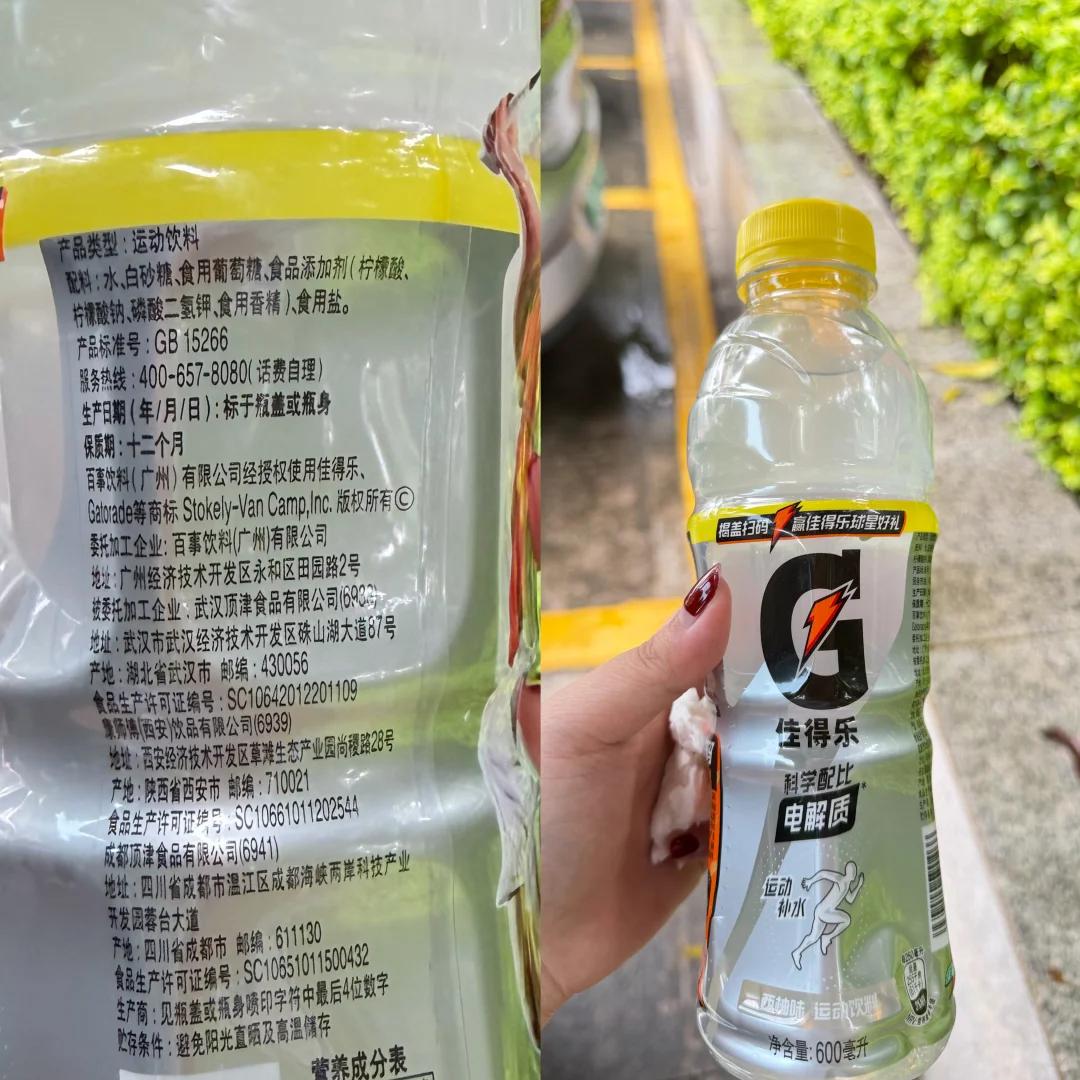 产品类型：运动饮料
配料：水、白砂糖、食用葡萄糖、食品添加剂(柠檬酸、
柠檬酸钠、磷酸二氢钾、食用香精)、食用盐。
产品标准号：GB 15266
服务热线：400-657-8080(话费自理)
生产日期(年/月/日)：标于瓶盖或瓶身
保质期：十二个月
百事饮料(广州)有限公司经授权使用佳得乐、
Gatorade等商标 Stokely-Van Camp,Inc. 版权所有©
委托加工企业：百事饮料(广州)有限公司
地址：广州经济技术开发区永和区田园路2号
被委托加工企业：武汉顶津食品有限公司(6933)
地址：武汉市武汉经济技术开发区硃山湖大道87号
产地：湖北省武汉市 邮编：430056
食品生产许可证编号：SC10642012201109
康师傅(西安)饮品有限公司(6939)
地址：西安经济技术开发区草滩生态产业园尚稷路28号
产地：陕西省西安市 邮编：710021
食品生产许可证编号：SC10661011202544
成都顶津食品有限公司(6941)
地址：四川省成都市温江区成都海峡两岸科技产业
开发园蓉台大道
产地：四川省成都市 邮编：611130
食品生产许可证编号：SC10651011500432
生产商：见瓶盖或瓶身喷印字符中最后4位数字
贮存条件：避免阳光直晒及高温储存
营养成分表
揭盖扫码 赢佳得乐球星好礼
G
佳得乐
科学配比
电解质*
运动
补水
西柚味 运动饮料
净含量：600毫升